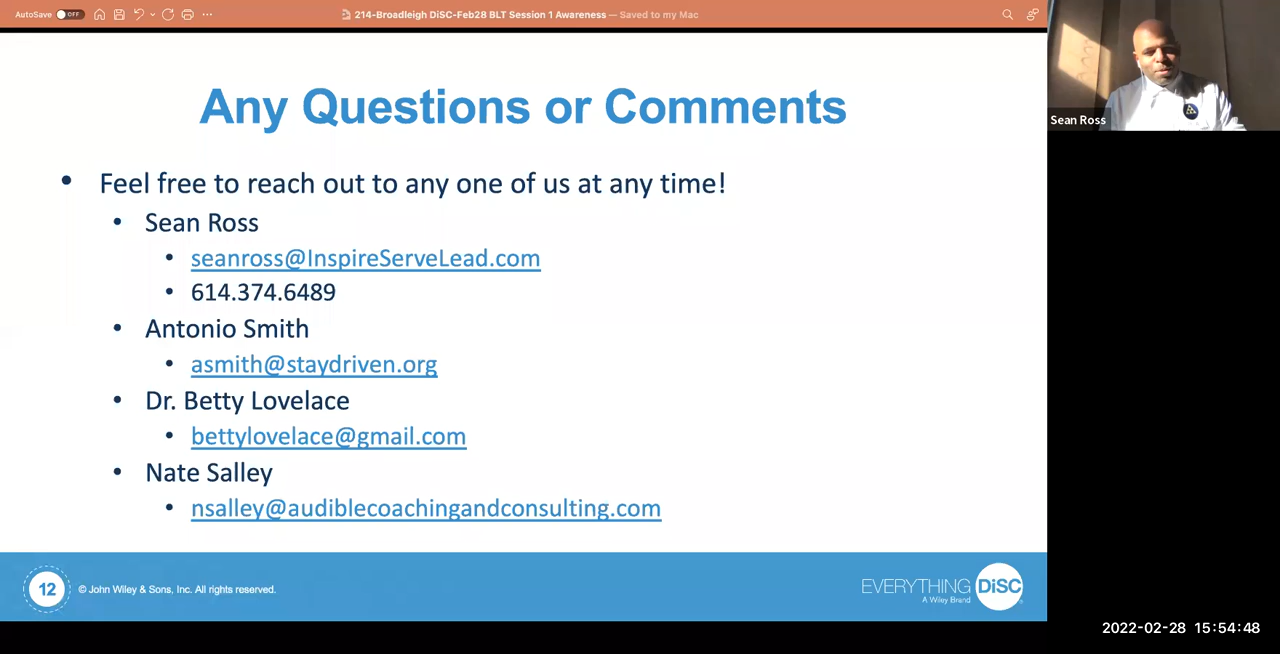 AutoSave OFF
214-Broadleigh DiSC-Feb28 BLT Session 1 Awareness — Saved to my Mac
Any Questions or Comments
• Feel free to reach out to any one of us at any time!
• Sean Ross
• seanross@InspireServeLead.com
• 614.374.6489
• Antonio Smith
• asmith@staydriven.org
• Dr. Betty Lovelace
• bettylovelace@gmail.com
• Nate Salley
• nsalley@audiblecoachingandconsulting.com
12 © John Wiley & Sons, Inc. All rights reserved.
EVERYTHING DiSC®
A Wiley Brand
Sean Ross
2022-02-28 15:54:48